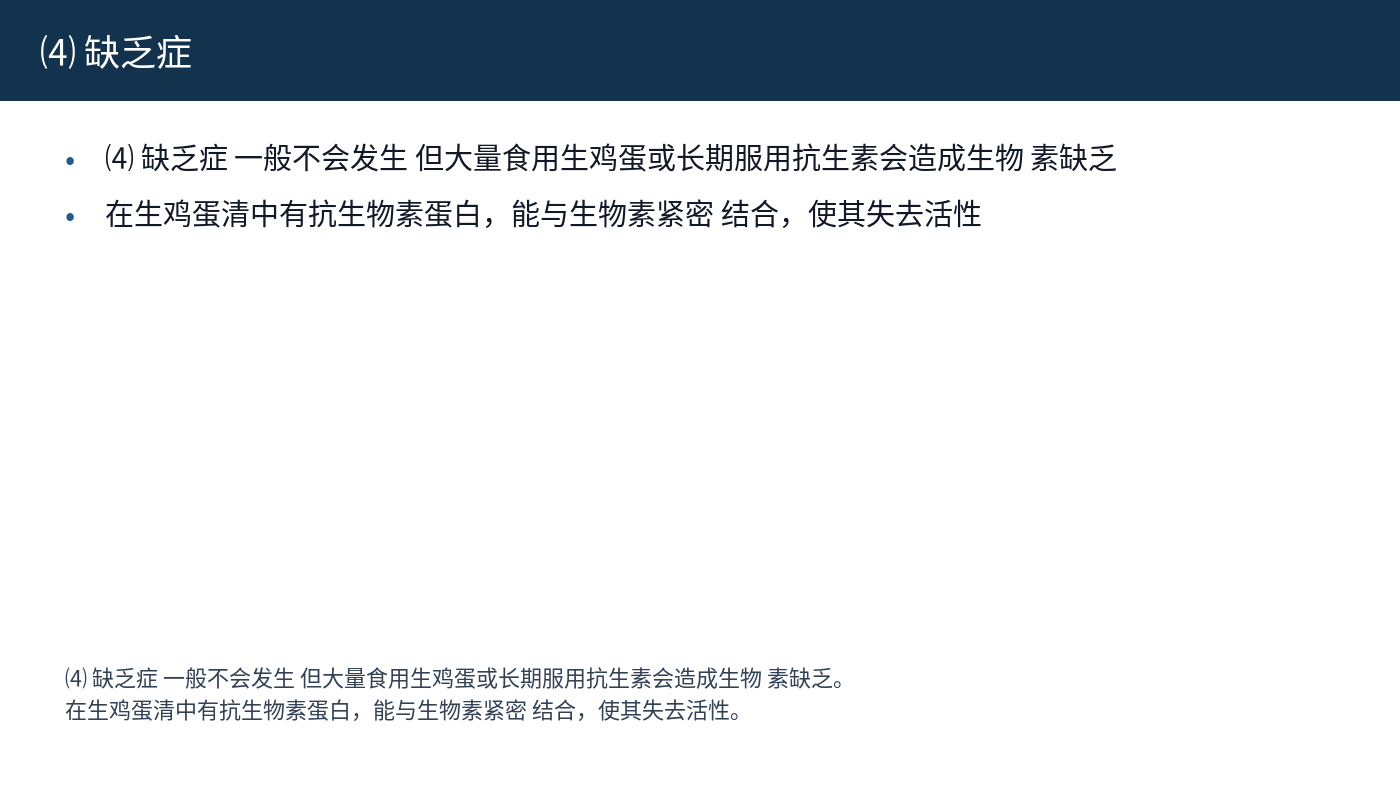 ⑷ 缺乏症
• ⑷ 缺乏症 一般不会发生 但大量食用生鸡蛋或长期服用抗生素会造成生物 素缺乏
• 在生鸡蛋清中有抗生物素蛋白，能与生物素紧密 结合，使其失去活性
⑷ 缺乏症 一般不会发生 但大量食用生鸡蛋或长期服用抗生素会造成生物 素缺乏。
在生鸡蛋清中有抗生物素蛋白，能与生物素紧密 结合，使其失去活性。